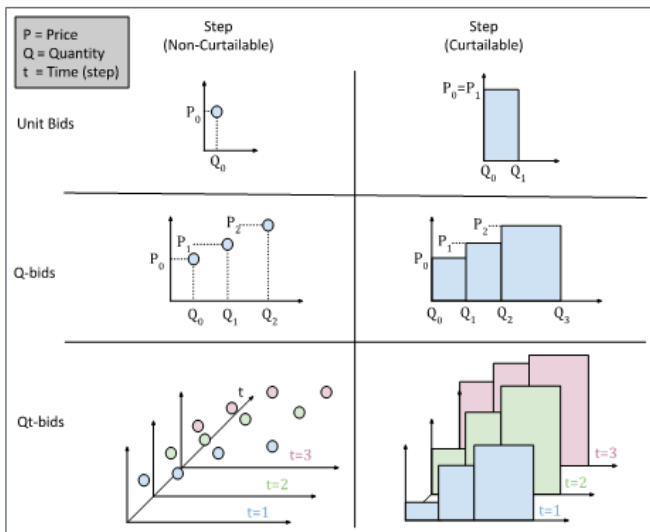 P = Price
Q = Quantity
t = Time (step)
Step
(Non-Curtailable)
Step
(Curtailable)
Unit Bids
P₀
Q₀
P₀=P₁
Q₀ Q₁
Q-bids
P₀
P₁
P₂
Q₀ Q₁ Q₂
P₀
P₁
P₂
Q₀ Q₁ Q₂ Q₃
Qt-bids
t
t=3
t=2
t=1
t=3
t=2
t=1